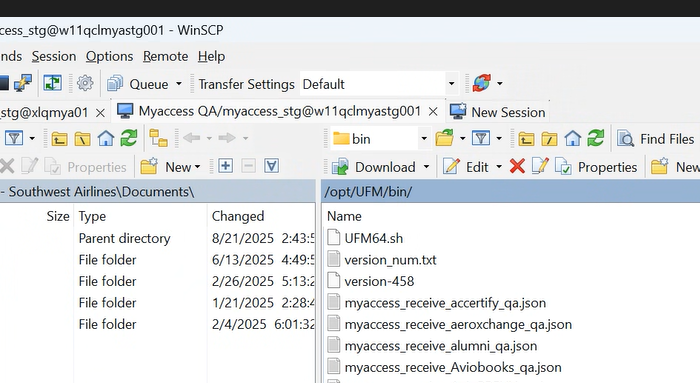 ccess_stg@w11qclmyastg001 - WinSCP
nds Session Options Remote Help
Queue Transfer Settings Default
_stg@xlqmya01 Myaccess QA/myaccess_stg@w11qclmyastg001 New Session
bin Find Files
Properties New Download Edit Properties New
- Southwest Airlines\Documents\ /opt/UFM/bin/
Size Type Changed Name
Parent directory 8/21/2025 2:43:5 UFM64.sh
File folder 6/13/2025 4:49:5 version_num.txt
File folder 2/26/2025 5:13:2 version-458
File folder 1/21/2025 2:28:4 myaccess_receive_accertify_qa.json
File folder 2/4/2025 6:01:32 myaccess_receive_aeroxchange_qa.json
myaccess_receive_alumni_qa.json
myaccess_receive_Aviobooks_qa.json